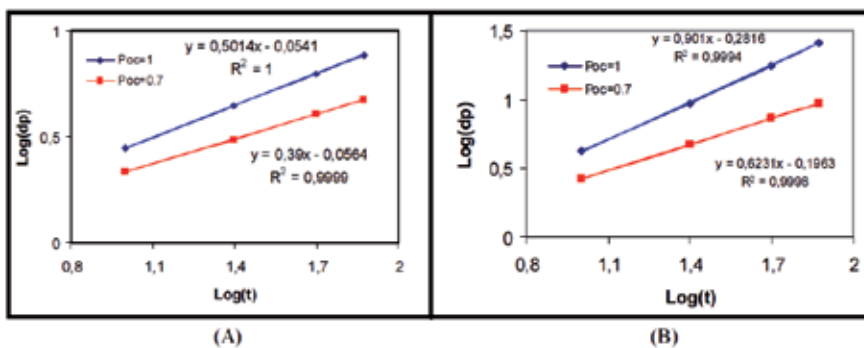 1
0,5
0
Log(dp)
Poc=1
Poc=0.7
y = 0,5014x - 0,0541
R² = 1
y = 0,39x - 0,0564
R² = 0,9999
0,8 1,1 1,4 1,7 2
Log(t)
(A)
1,5
1
0,5
0
Log(dp)
y = 0,901x - 0,2816
R² = 0,9994
Poc=1
Poc=0.7
y = 0,6231x - 0,1963
R² = 0,9996
0,8 1,1 1,4 1,7 2
Log(t)
(B)